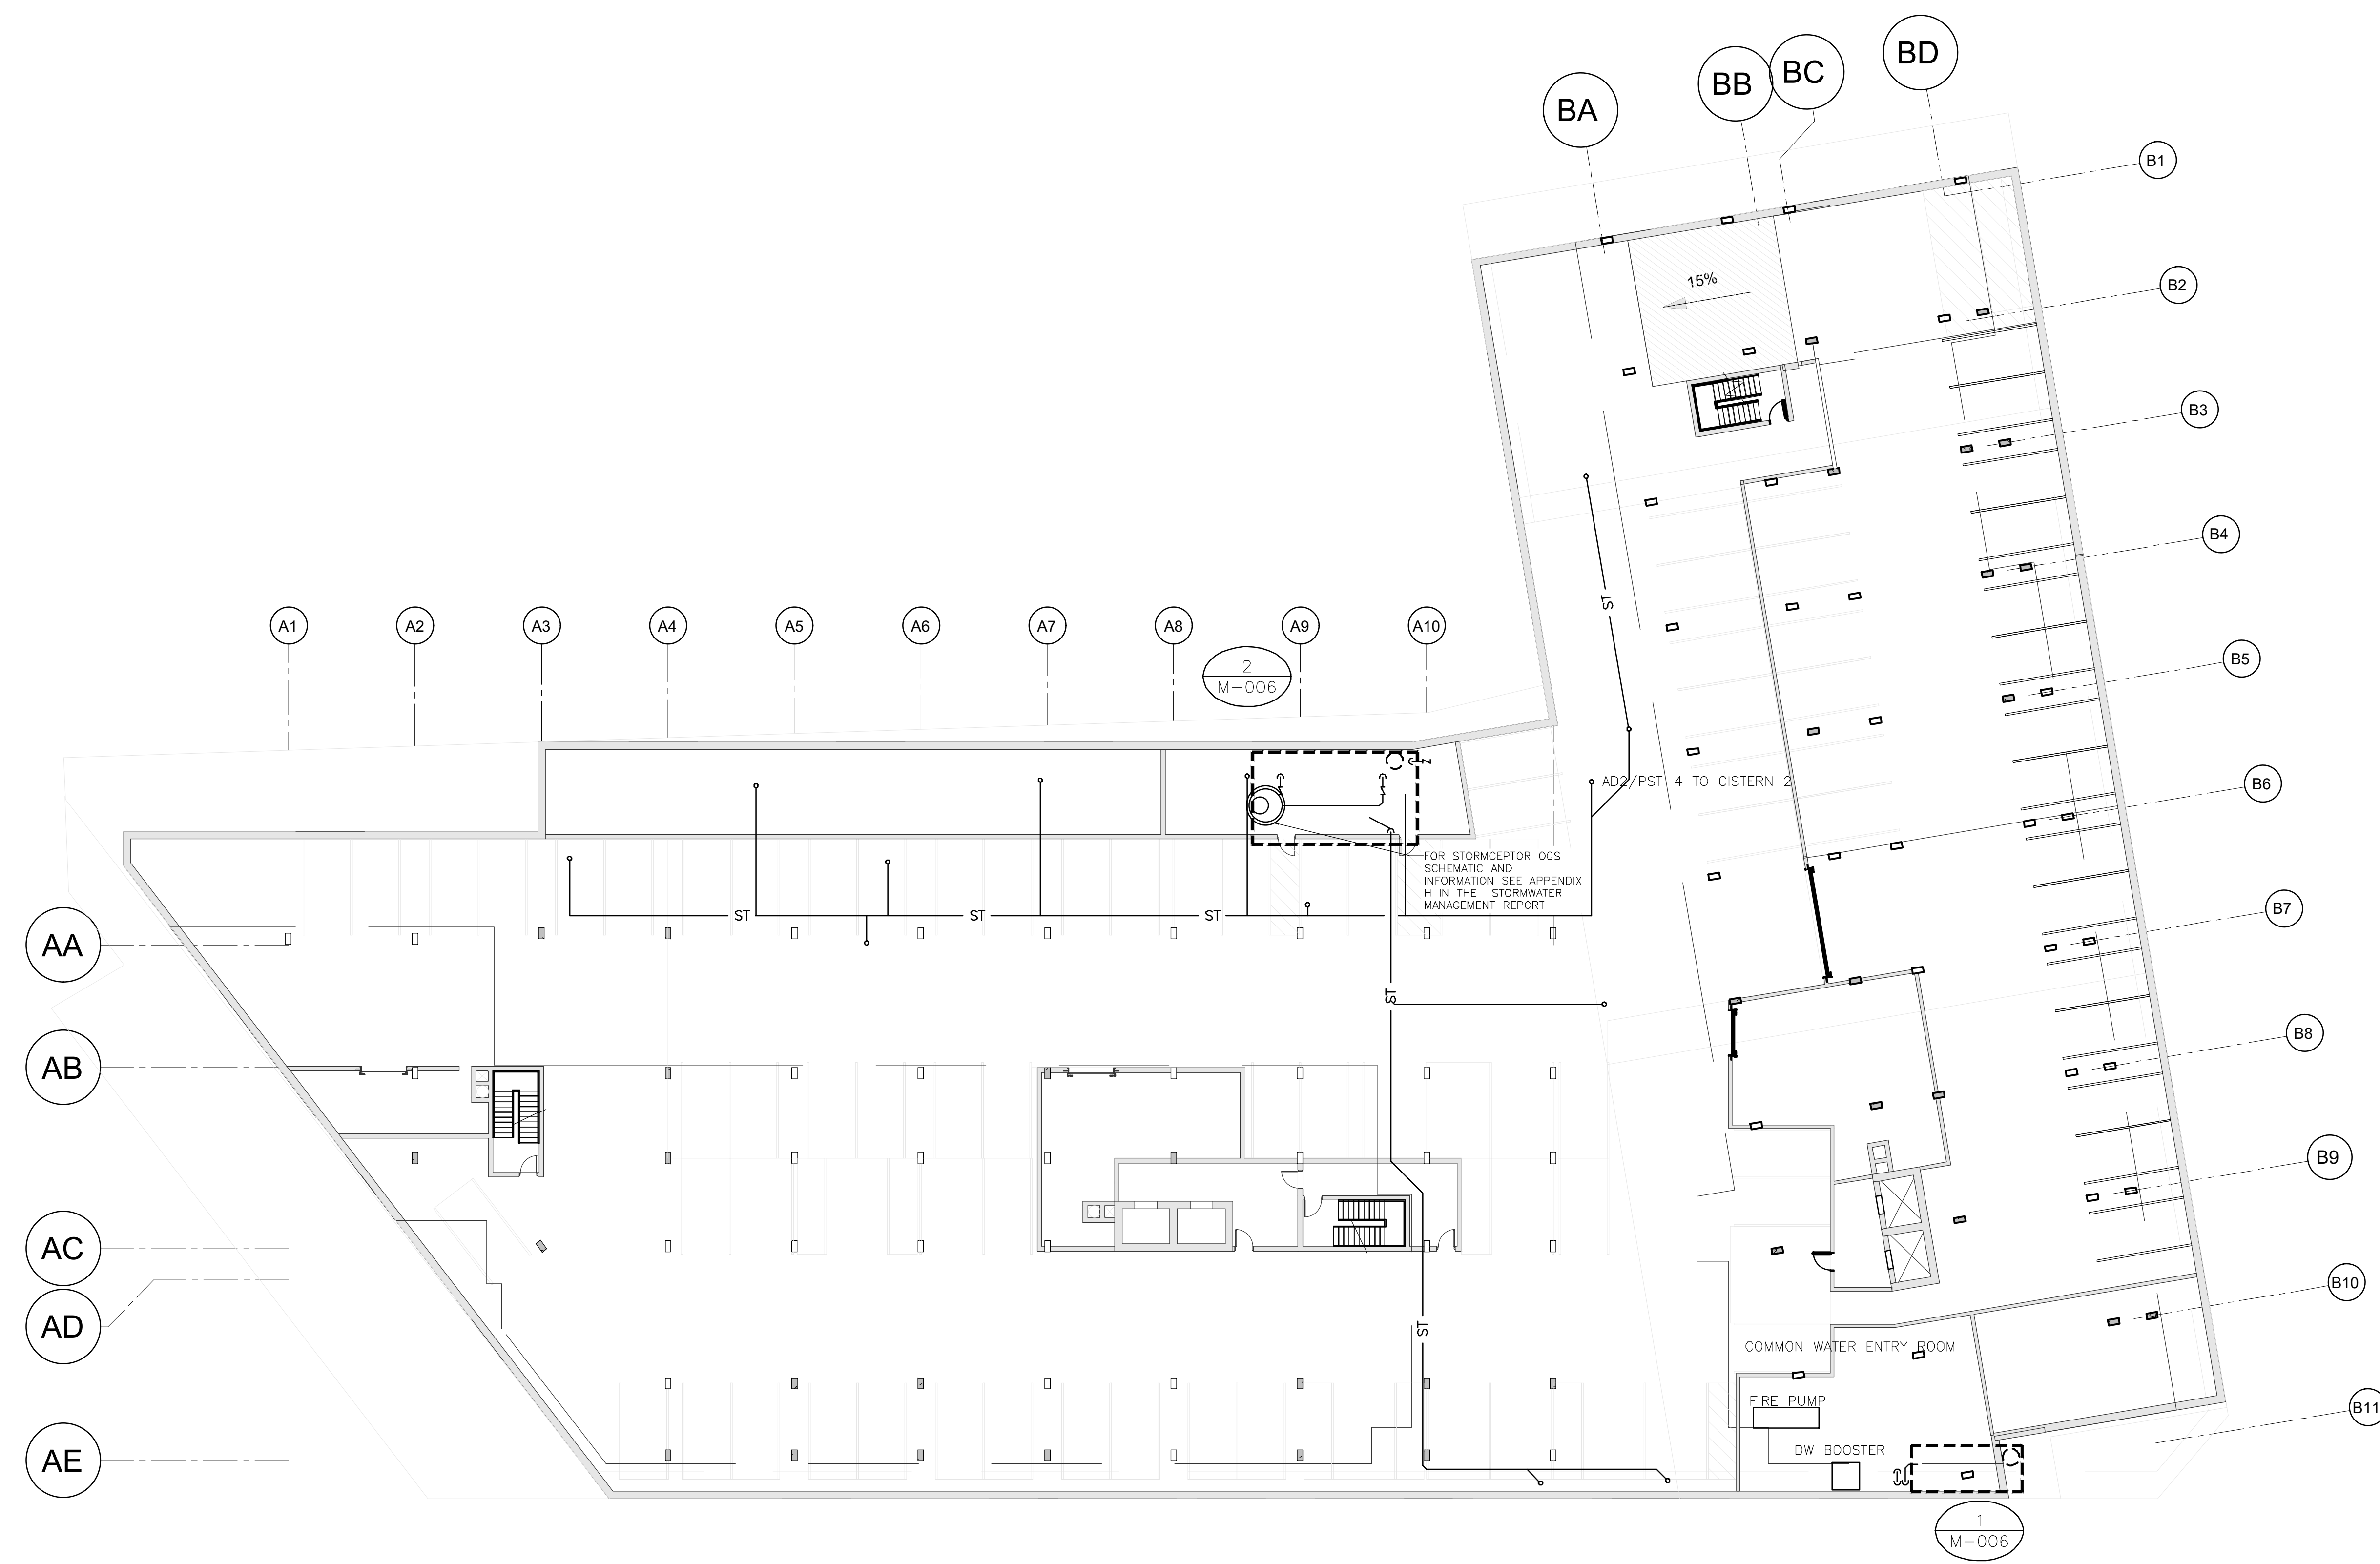 BA
BB
BC
BD
B1
15%
B2
B3
B4
ST
A1
A2
A3
A4
A5
A6
A7
A8
A9
A10
B5
2
M-006
AD2/PST-4 TO CISTERN 2
B6
FOR STORMCEPTOR OGS
SCHEMATIC AND
INFORMATION SEE APPENDIX
H IN THE STORMWATER
MANAGEMENT REPORT
ST
ST
ST
B7
AA
ST
B8
AB
B9
AC
B10
AD
ST
COMMON WATER ENTRY ROOM
FIRE PUMP
B11
AE
DW BOOSTER
1
M-006